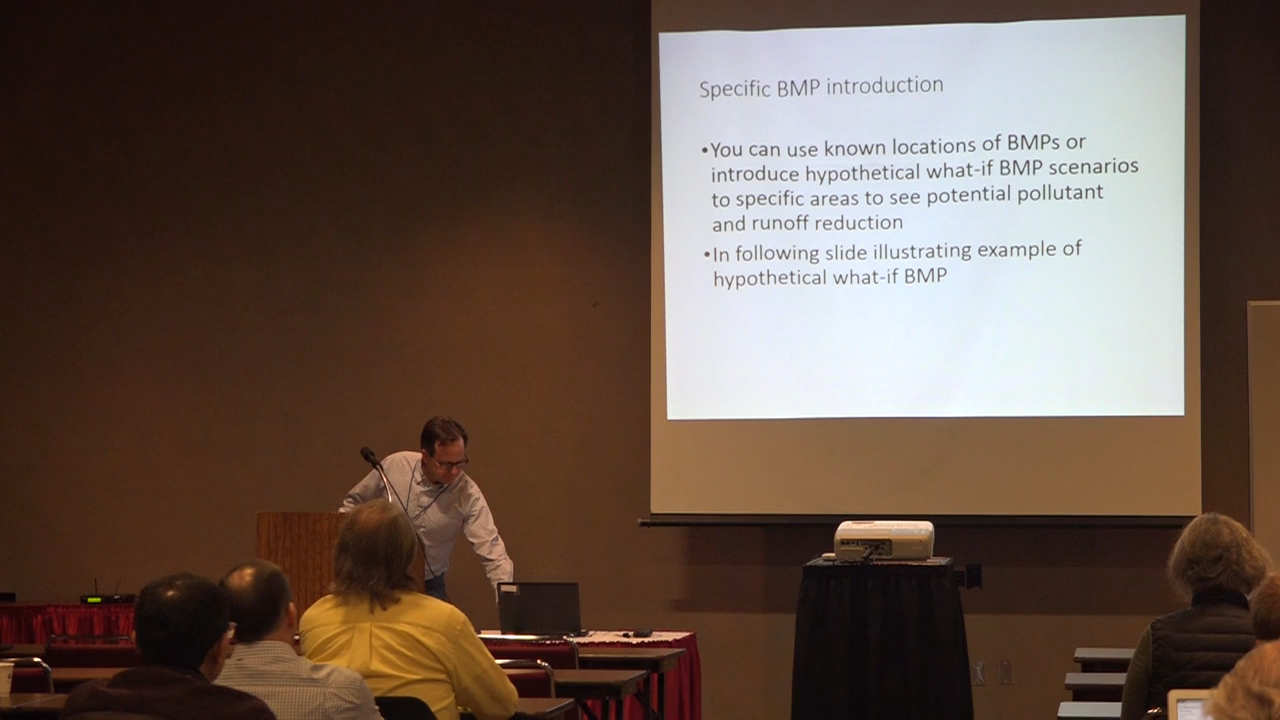 Specific BMP introduction
•You can use known locations of BMPs or
introduce hypothetical what-if BMP scenarios
to specific areas to see potential pollutant
and runoff reduction
•In following slide illustrating example of
hypothetical what-if BMP